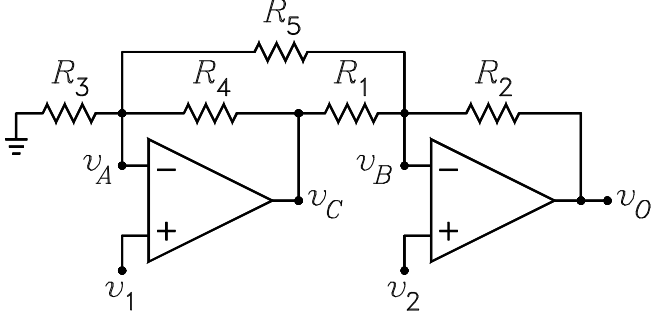 R5
R3 R4 R1 R2
vA − vB −
vC vO
+ +
v1 v2